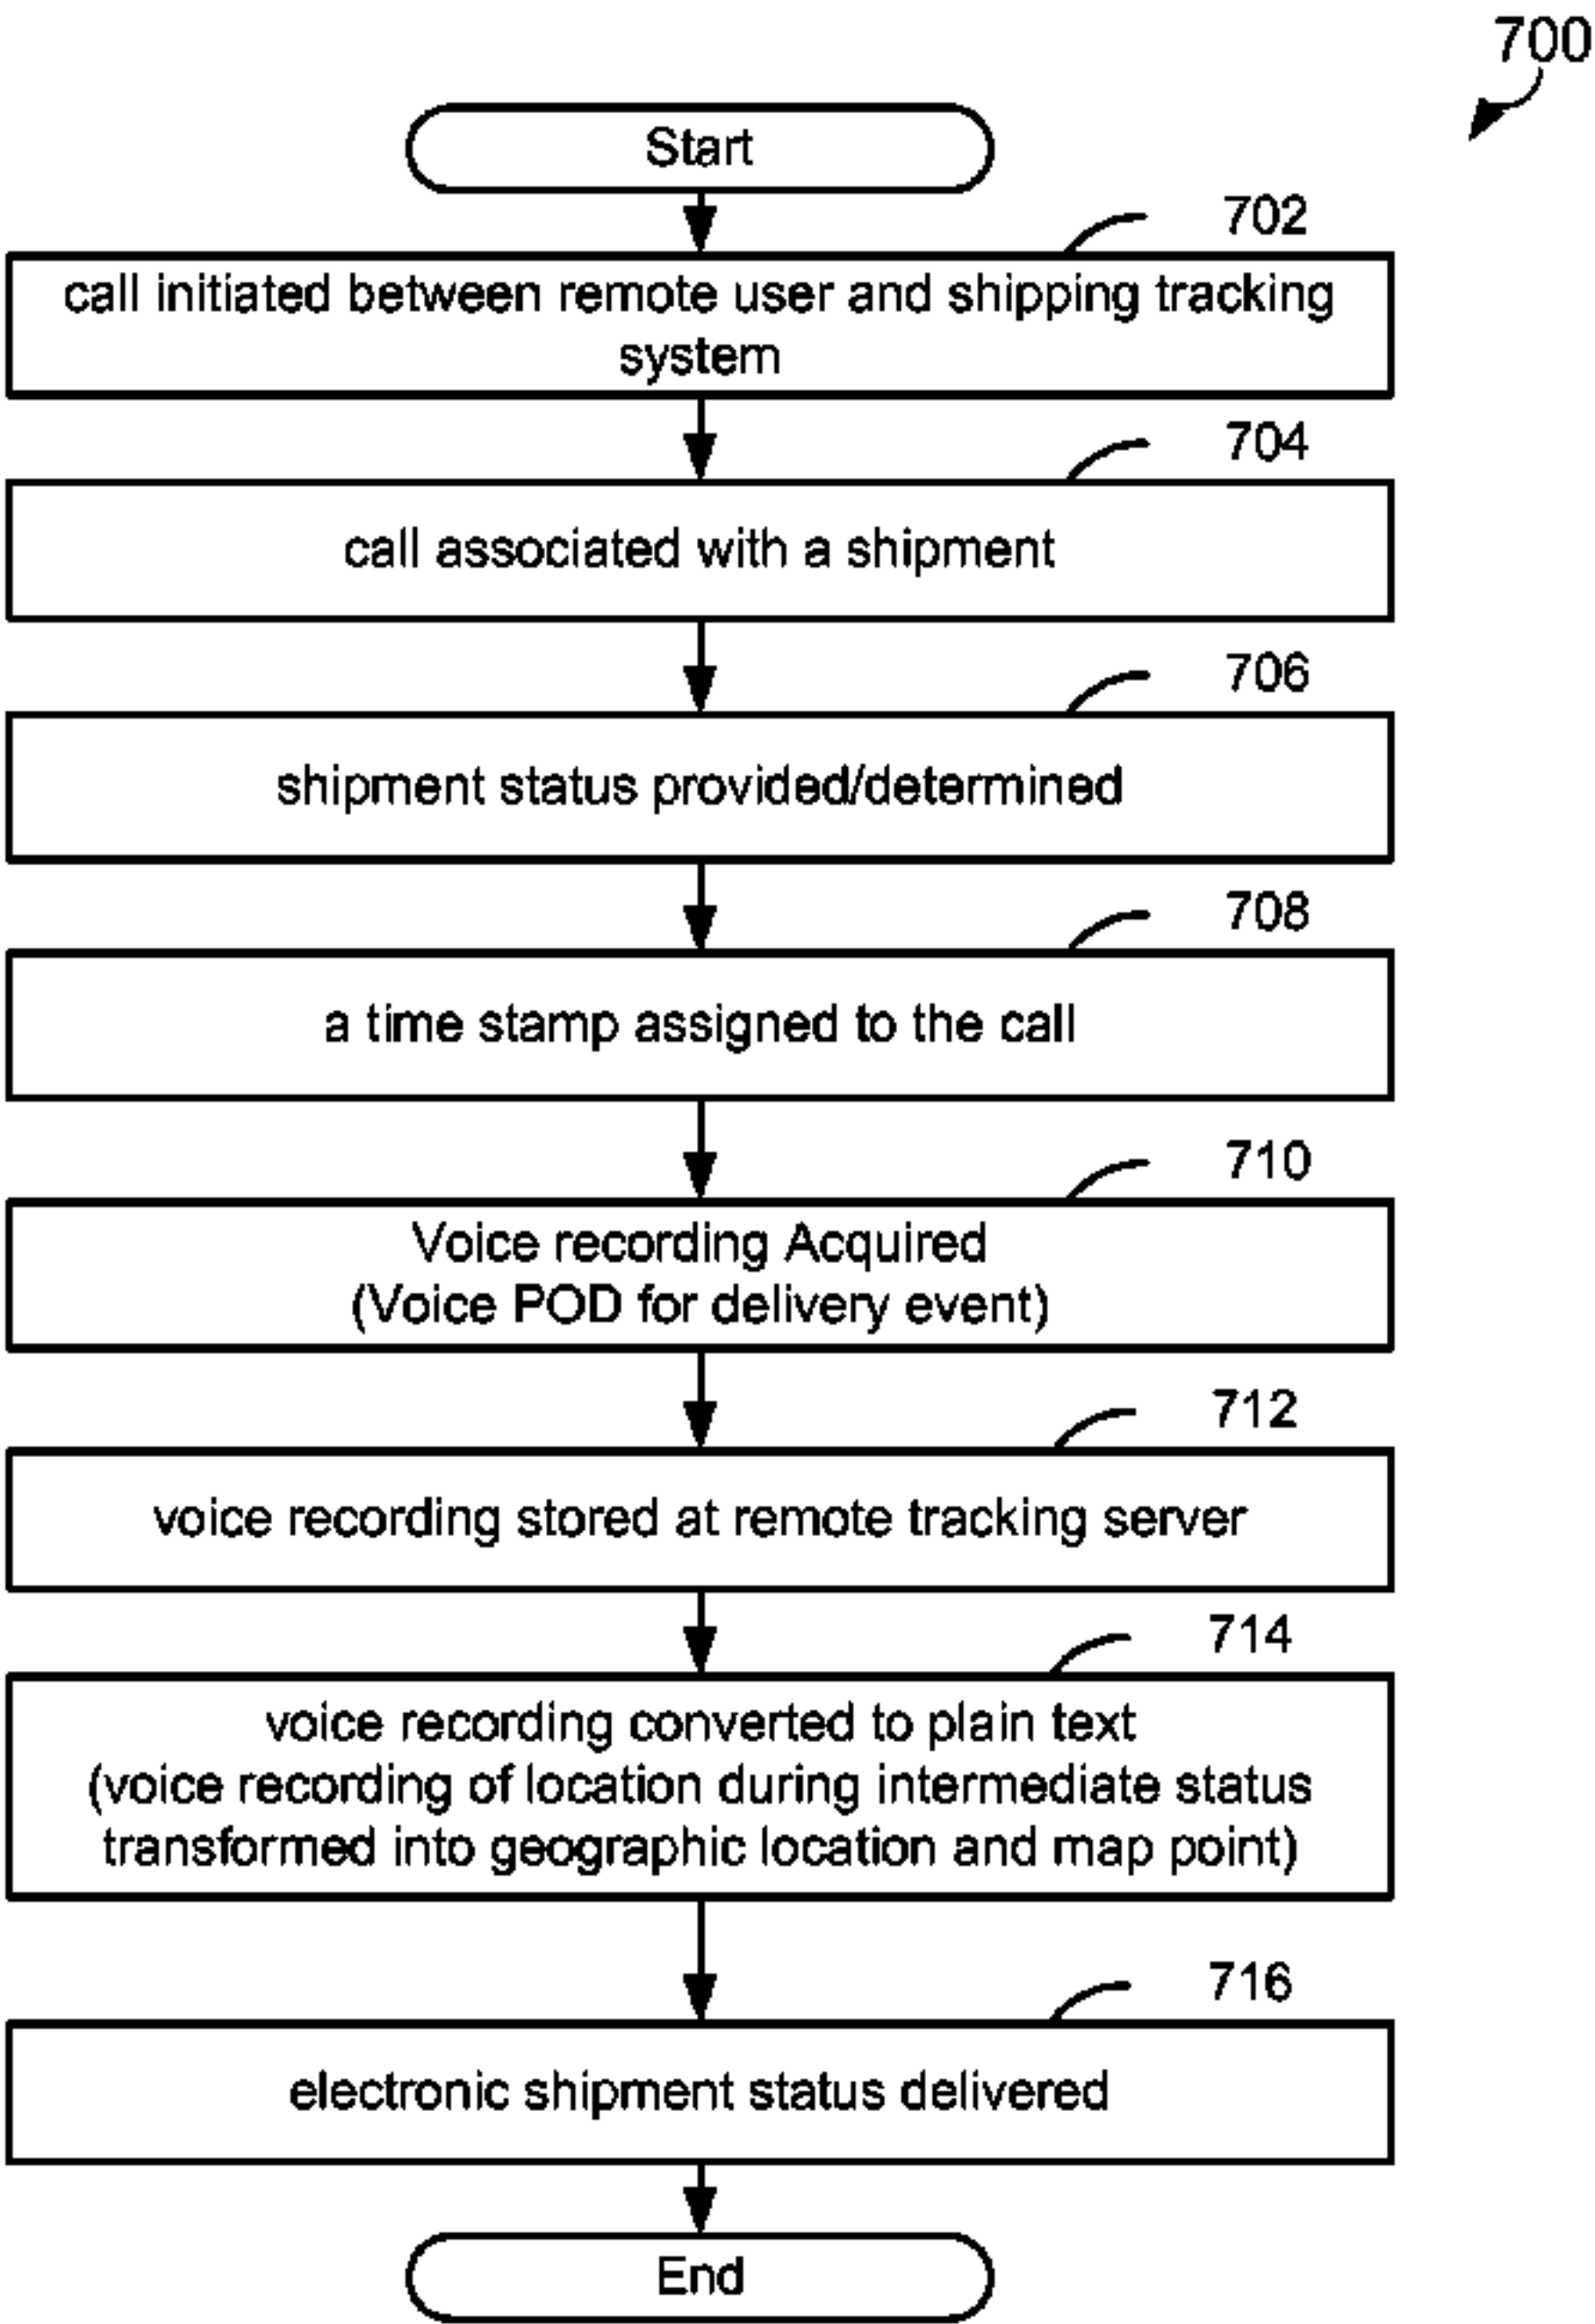 700
Start
702
call initiated between remote user and shipping tracking
system
704
call associated with a shipment
706
shipment status provided/determined
708
a time stamp assigned to the call
710
Voice recording Acquired
(Voice POD for delivery event)
712
voice recording stored at remote tracking server
714
voice recording converted to plain text
(voice recording of location during intermediate status
transformed into geographic location and map point)
716
electronic shipment status delivered
End